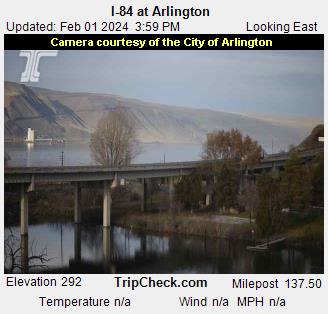 I-84 at Arlington
Updated: Feb 01 2024 3:59 PM Looking East
Camera courtesy of the City of Arlington
Elevation 292 TripCheck.com Milepost 137.50
Temperature n/a Wind n/a MPH n/a